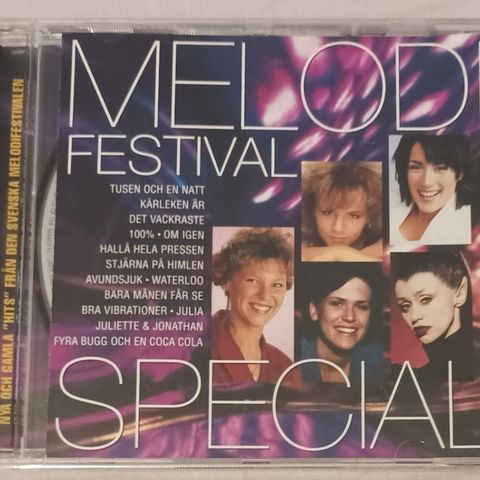 NYA OCH GAMLA "HITS" FRÅN DEN SVENSKA MELODIFESTIVALEN
MELODI
FESTIVAL
TUSEN OCH EN NATT
KÄRLEKEN ÄR
DET VACKRASTE
100% • OM IGEN
HALLÅ HELA PRESSEN
STJÄRNA PÅ HIMLEN
AVUNDSJUK • WATERLOO
BARA MÅNEN FÅR SE
BRA VIBRATIONER • JULIA
JULIETTE & JONATHAN
FYRA BUGG OCH EN COCA COLA
SPECIAL